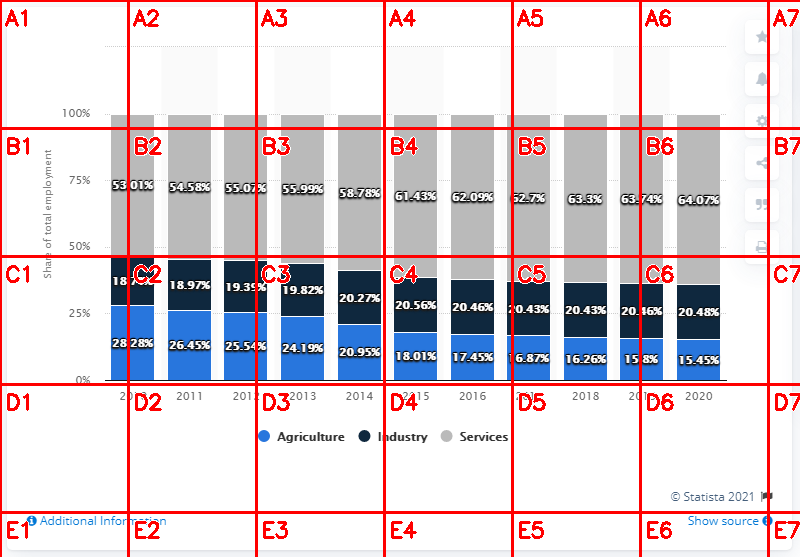 100%
75%
50%
25%
0%
Share of total employment
53.01% 54.58% 55.07% 55.99% 58.78% 61.43% 62.09% 62.7% 63.3% 63.74% 64.07%
18.97% 19.39% 19.82% 20.27% 20.56% 20.46% 20.43% 20.43% 20.46% 20.48%
28.28% 26.45% 25.54% 24.19% 20.95% 18.01% 17.45% 16.87% 16.26% 15.8% 15.45%
2010 2011 2012 2013 2014 2015 2016 2017 2018 2019 2020
Agriculture Industry Services
© Statista 2021
Additional Information
Show source
A1 A2 A3 A4 A5 A6 A7
B1 B2 B3 B4 B5 B6 B7
C1 C2 C3 C4 C5 C6 C7
D1 D2 D3 D4 D5 D6 D7
E1 E2 E3 E4 E5 E6 E7